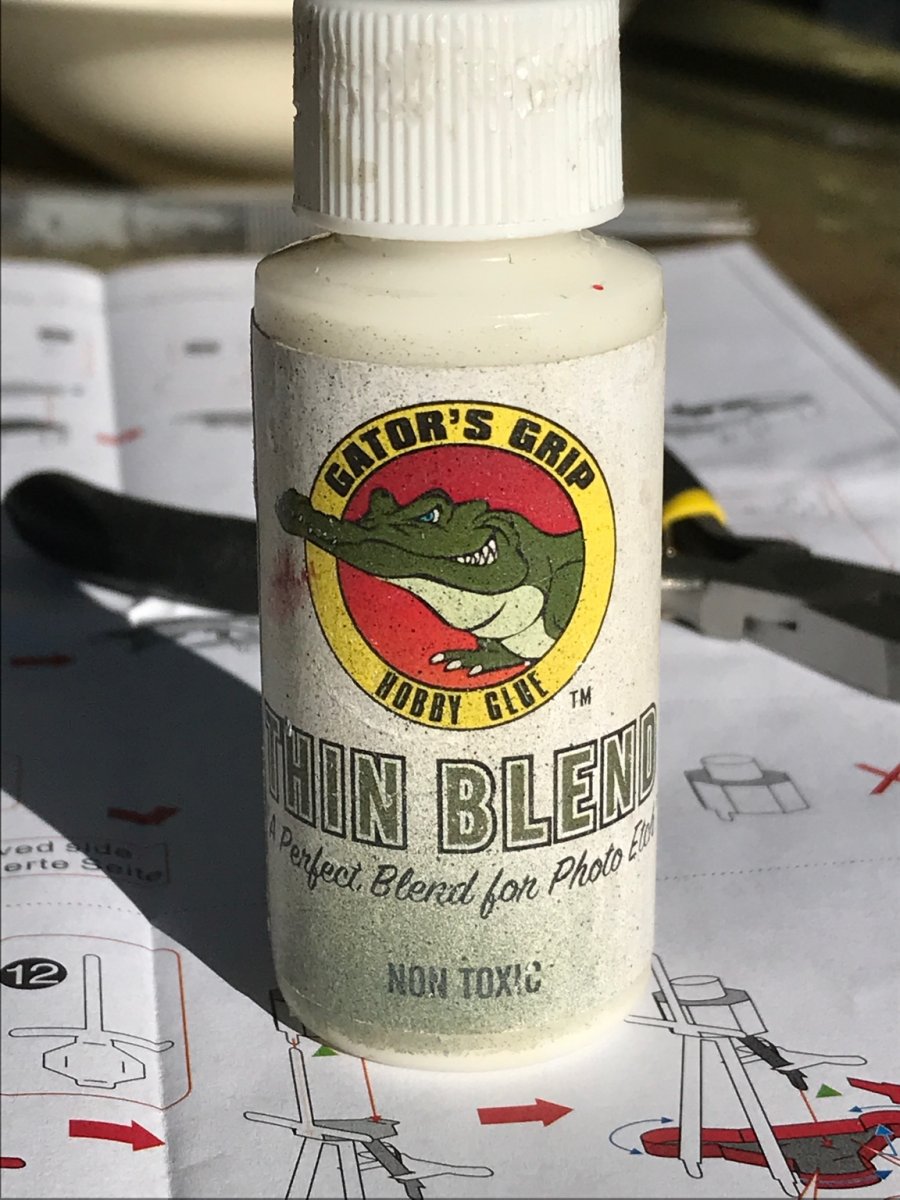 GATOR'S GRIP
HOBBY GLUE
TM
THIN BLEND
A Perfect Blend for Photo Etch
NON TOXIC
ved side
erte Seite
12